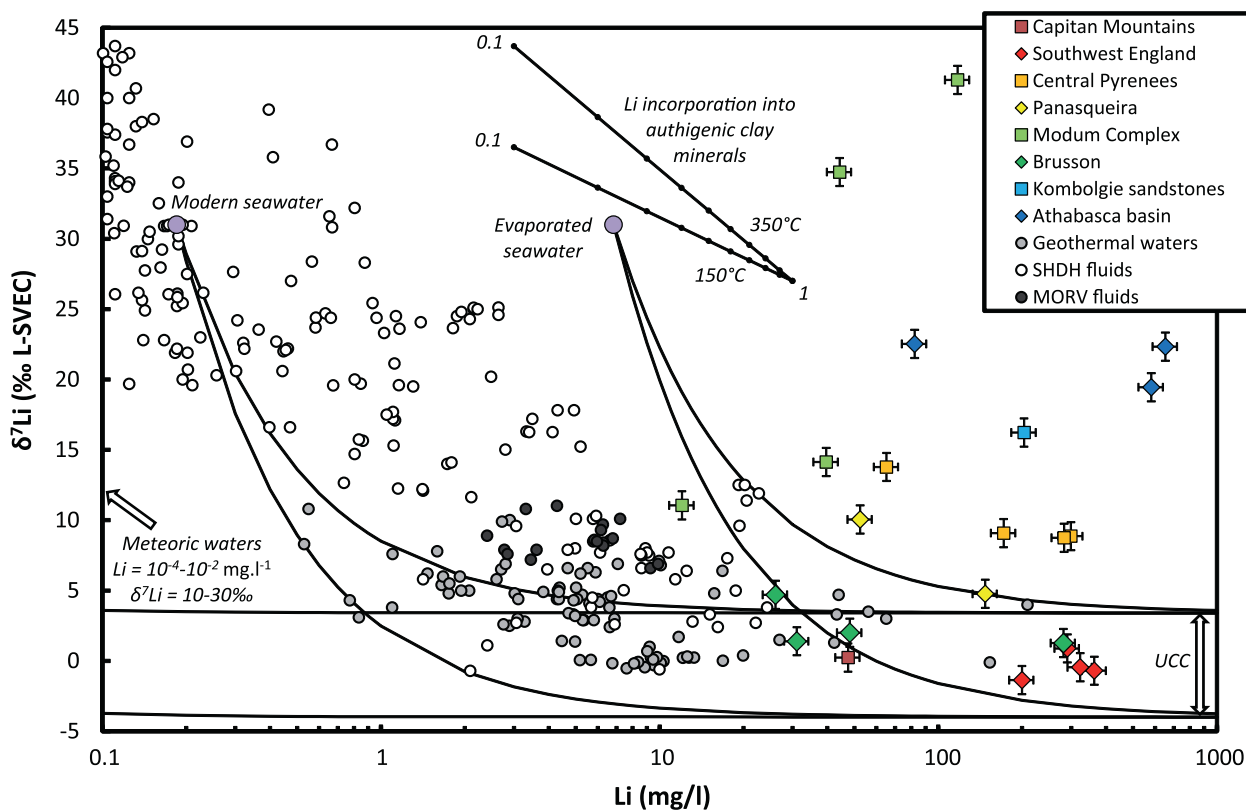 45
40
35
30
25
20
15
10
5
0
-5
δ⁷Li (‰ L-SVEC)
0.1
1
10
100
1000
Li (mg/l)
0.1
0.1
Li incorporation into
authigenic clay
minerals
350°C
150°C
1
Modern seawater
Evaporated
seawater
Meteoric waters
Li = 10⁻⁴-10⁻² mg.l⁻¹
δ⁷Li = 10-30‰
UCC
Capitan Mountains
Southwest England
Central Pyrenees
Panasqueira
Modum Complex
Brusson
Kombolgie sandstones
Athabasca basin
Geothermal waters
SHDH fluids
MORV fluids